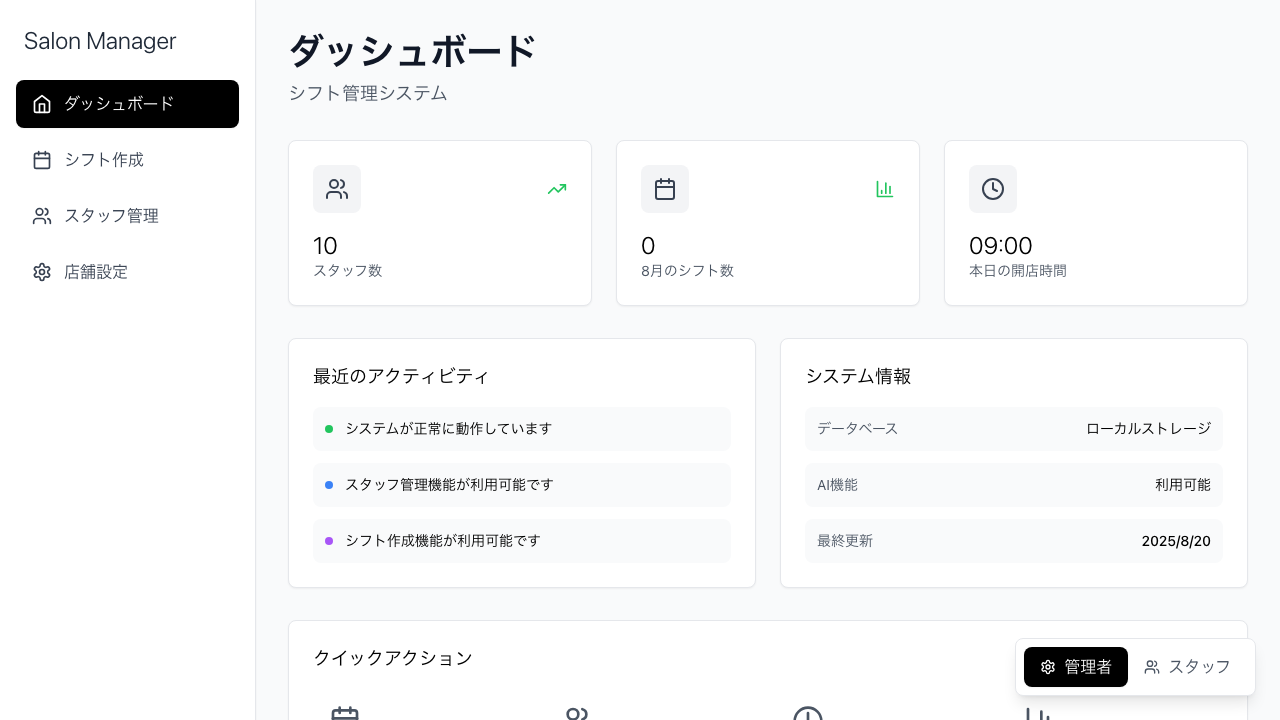 Salon Manager
ダッシュボード
シフト作成
スタッフ管理
店舗設定
ダッシュボード
シフト管理システム
10
スタッフ数
0
8月のシフト数
09:00
本日の開店時間
最近のアクティビティ
システムが正常に動作しています
スタッフ管理機能が利用可能です
シフト作成機能が利用可能です
システム情報
データベース ローカルストレージ
AI機能 利用可能
最終更新 2025/8/20
クイックアクション
管理者 スタッフ